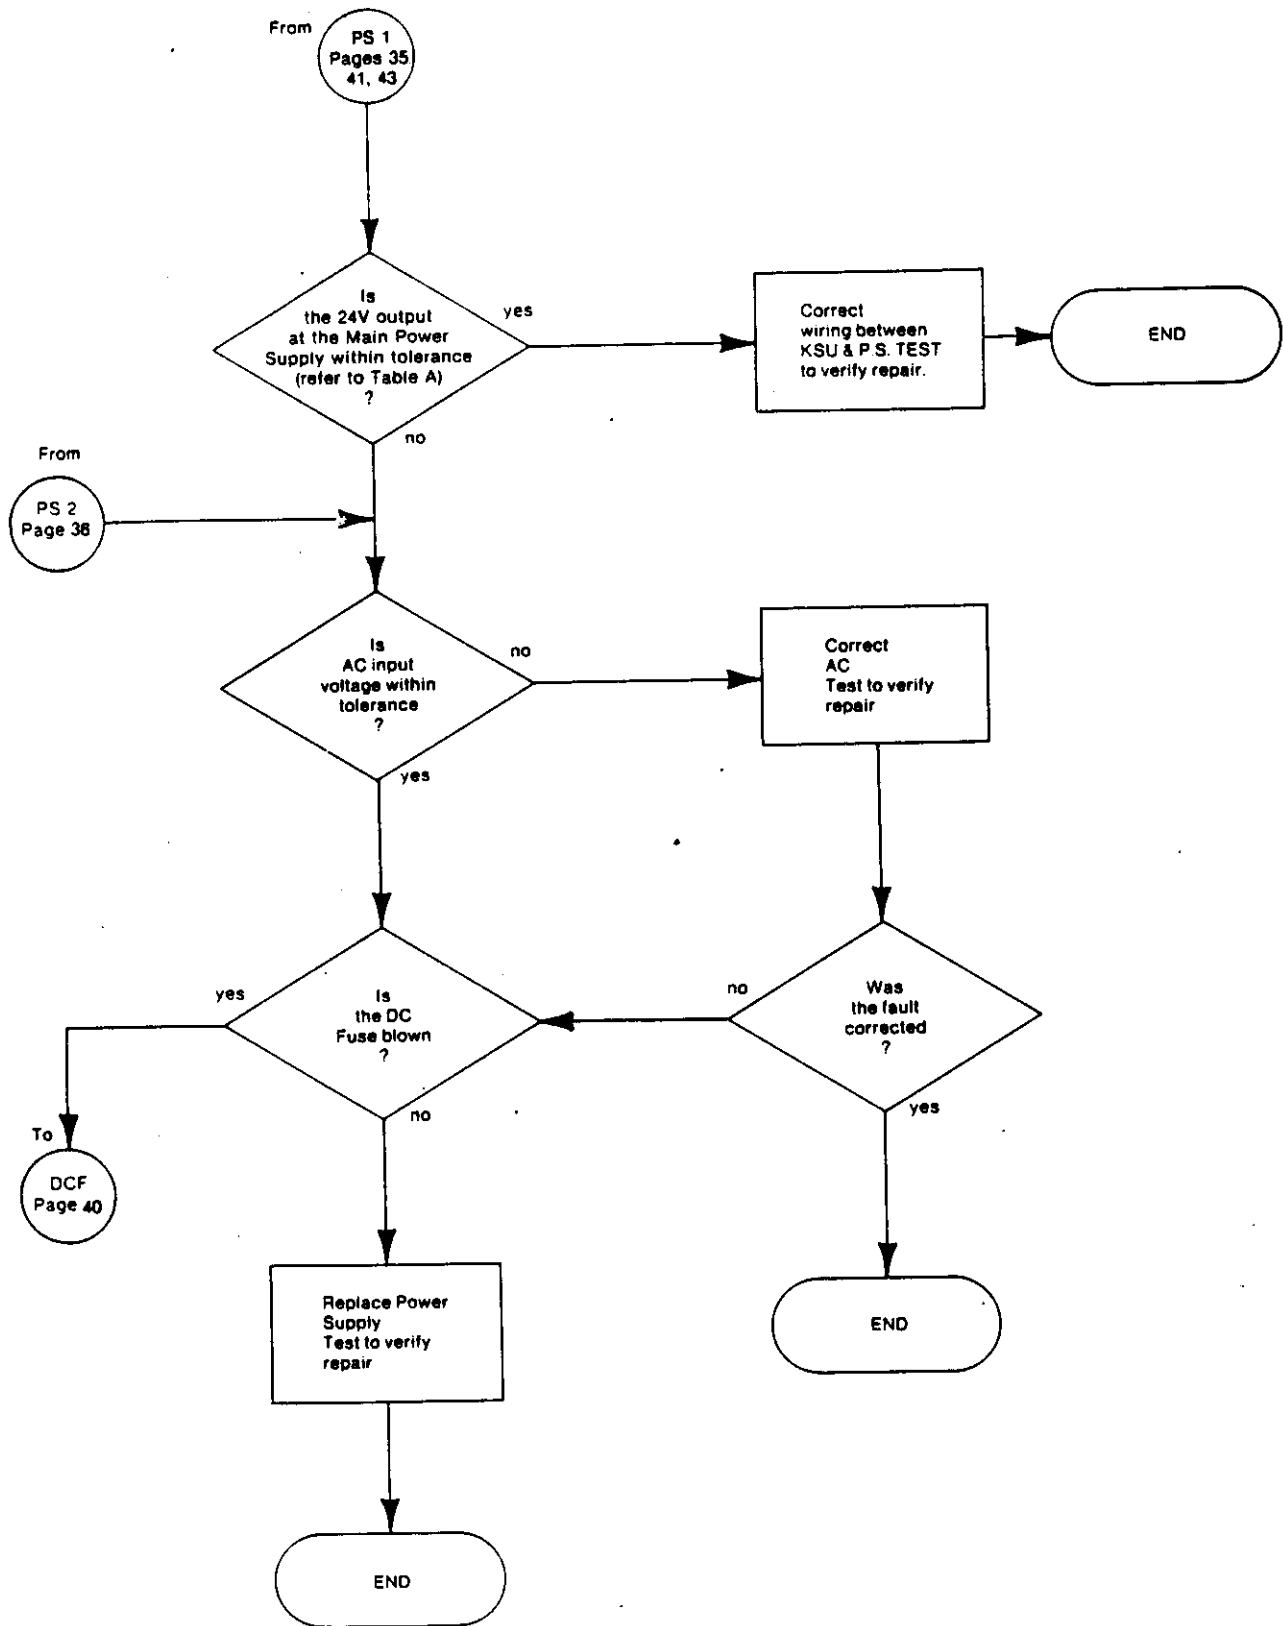 From
PS 1
Pages 35
41, 43
Is
the 24V output
at the Main Power
Supply within tolerance
(refer to Table A)
?
yes
no
Correct
wiring between
KSU & P.S. TEST
to verify repair.
END
From
PS 2
Page 36
Is
AC input
voltage within
tolerance
?
no
yes
Correct
AC
Test to verify
repair
Is
the DC
Fuse blown
?
yes
no
Was
the fault
corrected
?
no
yes
To
DCF
Page 40
Replace Power
Supply
Test to verify
repair
END
END